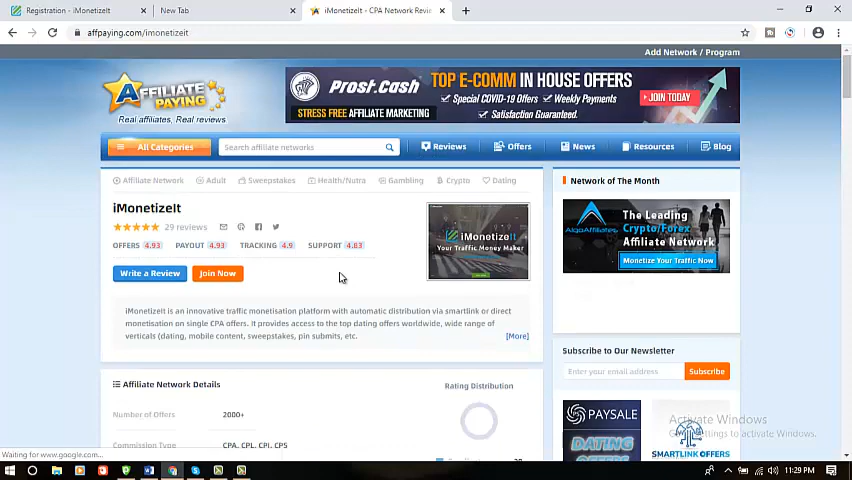 Registration - iMonetizeIt
New Tab
iMonetizeIt - CPA Network Revie
affpaying.com/imonetizeit
Add Network / Program
AFFILIATE
PAYING
Real affiliates, Real reviews
Prost.Cash
STRESS FREE AFFILIATE MARKETING
TOP E-COMM IN HOUSE OFFERS
Special COVID-19 Offers Weekly Payments
Satisfaction Guaranteed.
JOIN TODAY
All Categories
Search affiliate networks
Reviews
Offers
News
Resources
Blog
Affiliate Network
Adult
Sweepstakes
Health/Nutra
Gambling
Crypto
Dating
iMonetizeIt
29 reviews
OFFERS 4.93 PAYOUT 4.93 TRACKING 4.9 SUPPORT 4.63
Write a Review
Join Now
iMonetizeIt
Your Traffic Money Maker
iMonetizeIt is an innovative traffic monetisation platform with automatic distribution via smartlink or direct
monetisation on single CPA offers. It provides access to the top dating offers worldwide, wide range of
verticals (dating, mobile content, sweepstakes, pin submits, etc.
[More]
Network of The Month
AlgoAffiliates
The Leading
Crypto/Forex
Affiliate Network
Monetize Your Traffic Now
Subscribe to Our Newsletter
Enter your email address
Subscribe
Affiliate Network Details
Number of Offers 2000+
Commission Type CPA, CPL, CPI, CPS
Rating Distribution
PAYSALE
DATING
SMARTLINK OFFERS
Activate Windows
Go to Settings to activate Windows.
Waiting for www.google.com...
11:29 PM